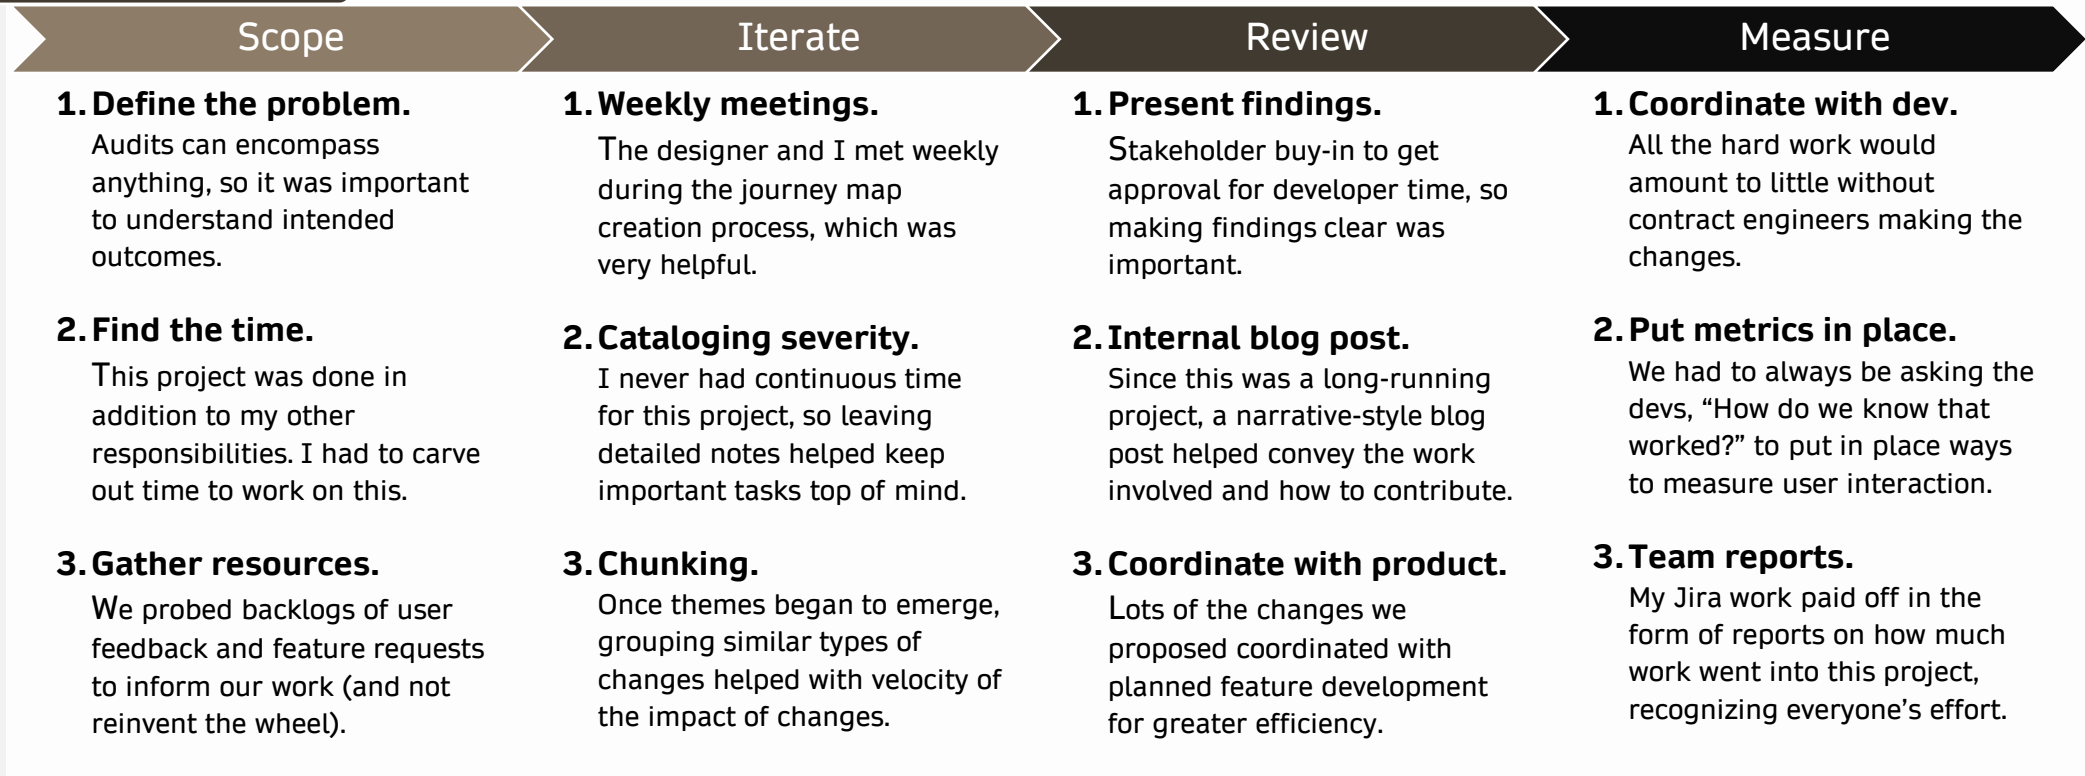 Scope
1. Define the problem.
Audits can encompass
anything, so it was important
to understand intended
outcomes.
2. Find the time.
This project was done in
addition to my other
responsibilities. I had to carve
out time to work on this.
3. Gather resources.
We probed backlogs of user
feedback and feature requests
to inform our work (and not
reinvent the wheel).
Iterate
1. Weekly meetings.
The designer and I met weekly
during the journey map
creation process, which was
very helpful.
2. Cataloging severity.
I never had continuous time
for this project, so leaving
detailed notes helped keep
important tasks top of mind.
3. Chunking.
Once themes began to emerge,
grouping similar types of
changes helped with velocity of
the impact of changes.
Review
1. Present findings.
Stakeholder buy-in to get
approval for developer time, so
making findings clear was
important.
2. Internal blog post.
Since this was a long-running
project, a narrative-style blog
post helped convey the work
involved and how to contribute.
3. Coordinate with product.
Lots of the changes we
proposed coordinated with
planned feature development
for greater efficiency.
Measure
1. Coordinate with dev.
All the hard work would
amount to little without
contract engineers making the
changes.
2. Put metrics in place.
We had to always be asking the
devs, “How do we know that
worked?” to put in place ways
to measure user interaction.
3. Team reports.
My Jira work paid off in the
form of reports on how much
work went into this project,
recognizing everyone’s effort.